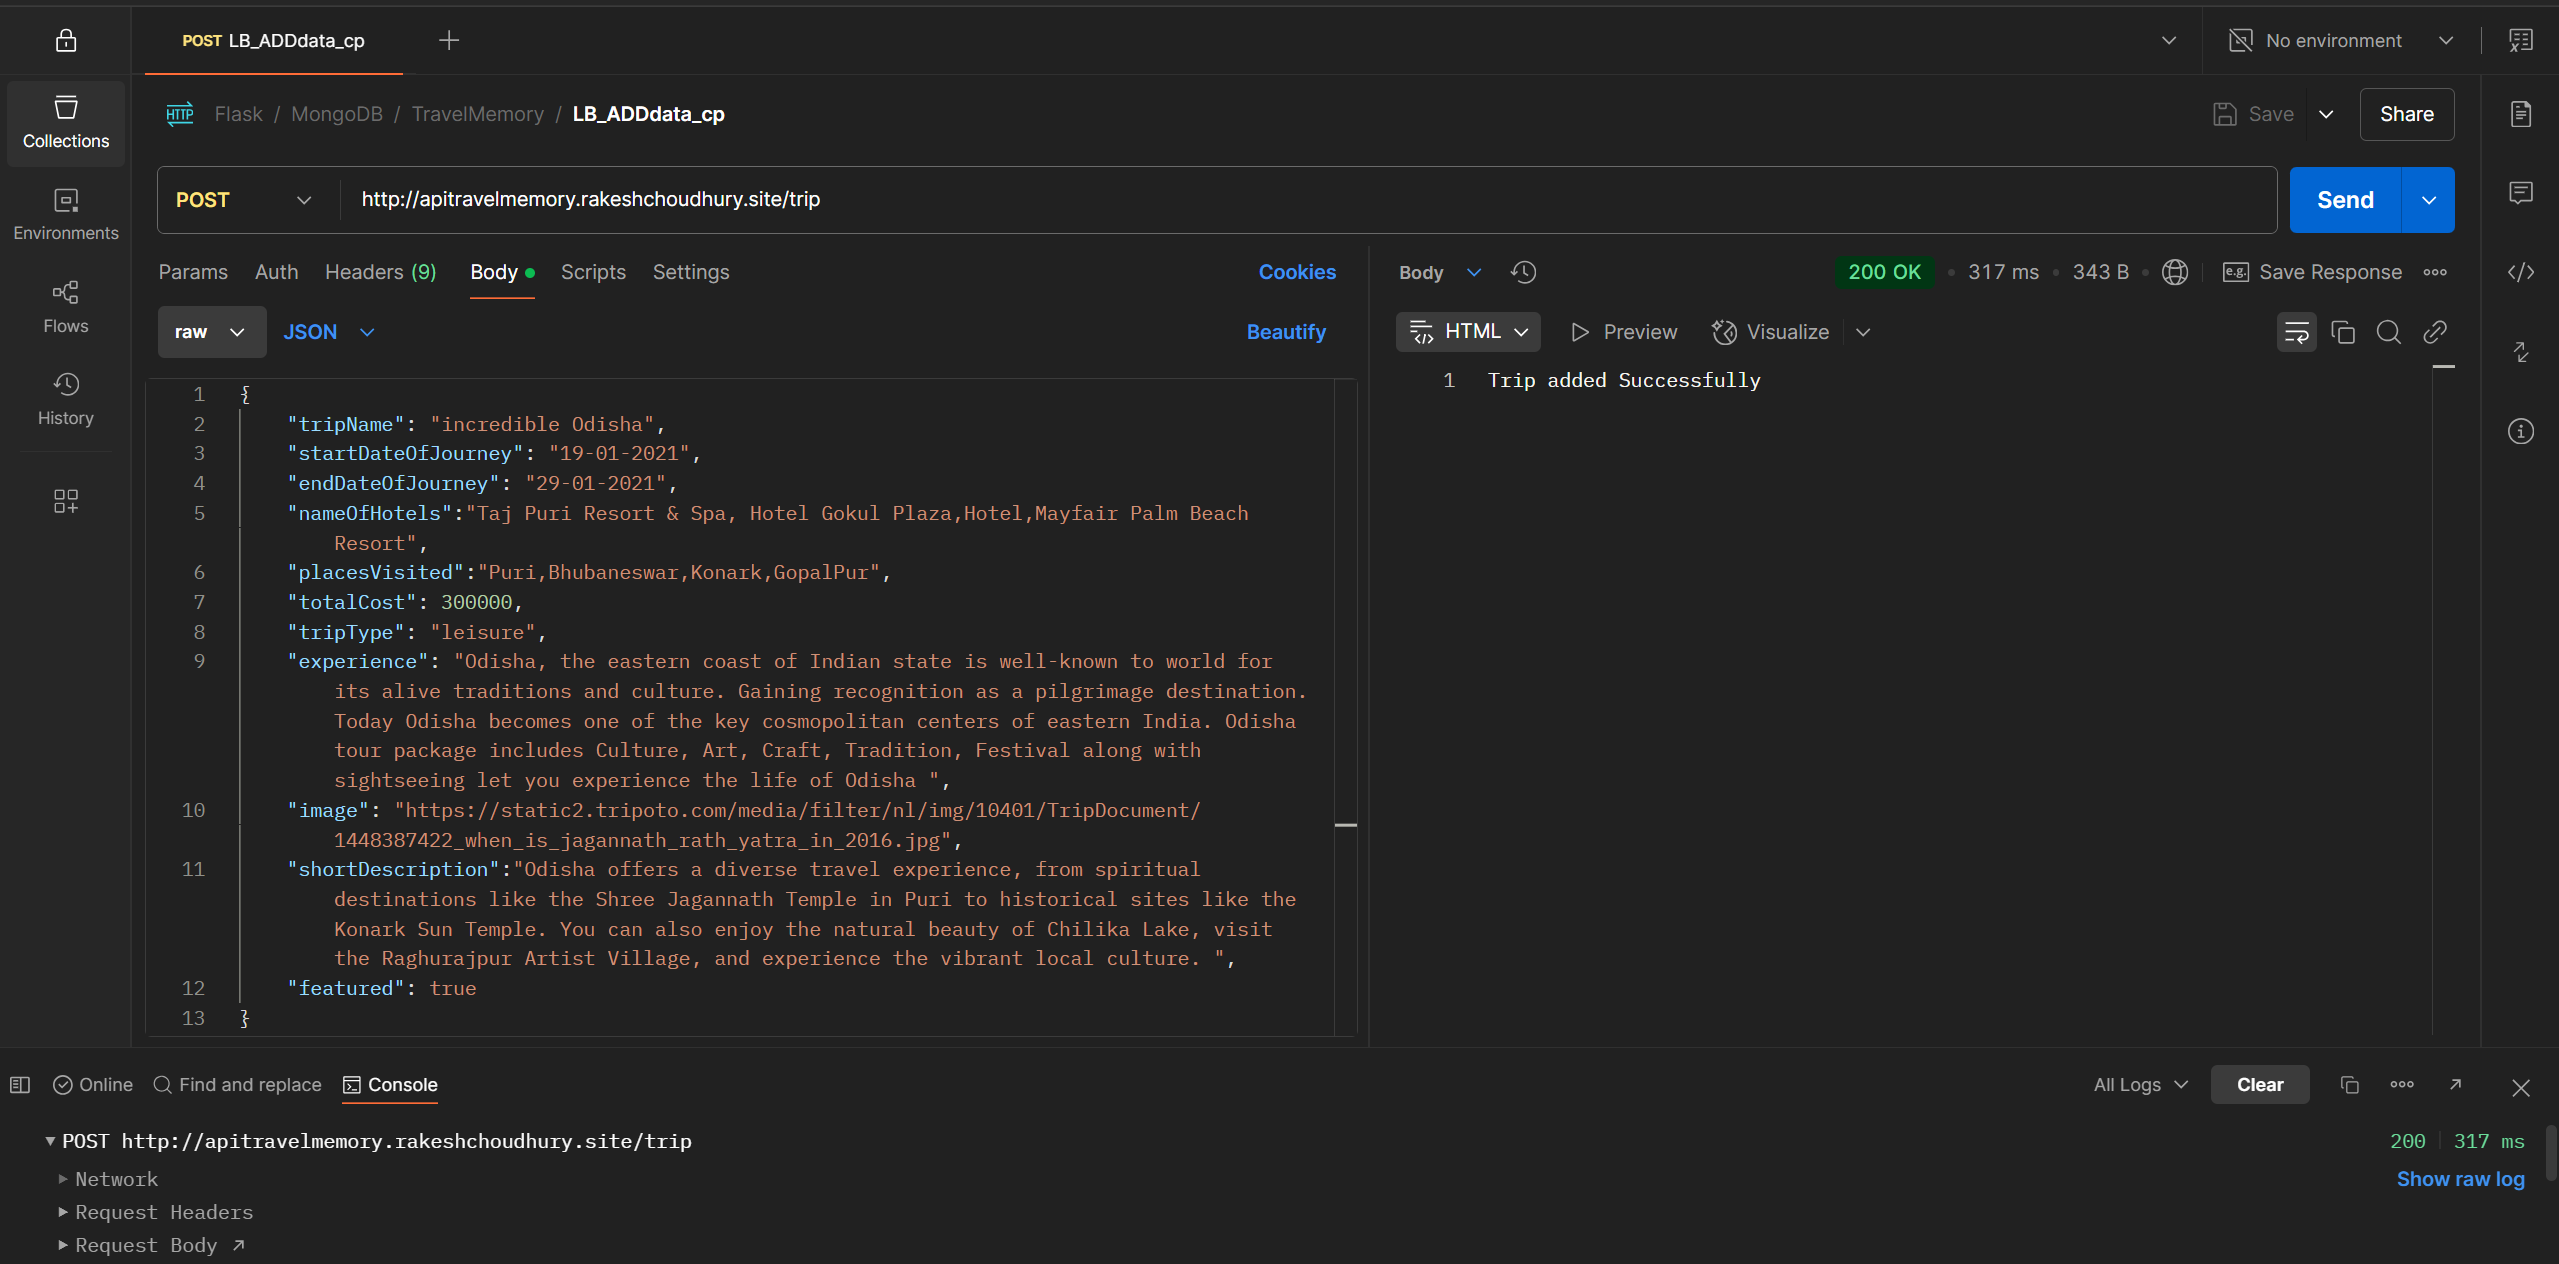 POST LB_ADDdata_cp
No environment
Collections
Environments
Flows
History
HTTP Flask / MongoDB / TravelMemory / LB_ADDdata_cp
Save
Share
POST
http://apitravelmemory.rakeshchoudhury.site/trip
Send
Params Auth Headers (9) Body Scripts Settings
Cookies
raw JSON
Beautify
1 {
2 "tripName": "incredible Odisha",
3 "startDateOfJourney": "19-01-2021",
4 "endDateOfJourney": "29-01-2021",
5 "nameOfHotels":"Taj Puri Resort & Spa, Hotel Gokul Plaza,Hotel,Mayfair Palm Beach
Resort",
6 "placesVisited":"Puri,Bhubaneswar,Konark,GopalPur",
7 "totalCost": 300000,
8 "tripType": "leisure",
9 "experience": "Odisha, the eastern coast of Indian state is well-known to world for
its alive traditions and culture. Gaining recognition as a pilgrimage destination.
Today Odisha becomes one of the key cosmopolitan centers of eastern India. Odisha
tour package includes Culture, Art, Craft, Tradition, Festival along with
sightseeing let you experience the life of Odisha ",
10 "image": "https://static2.tripoto.com/media/filter/nl/img/10401/TripDocument/
1448387422_when_is_jagannath_rath_yatra_in_2016.jpg",
11 "shortDescription":"Odisha offers a diverse travel experience, from spiritual
destinations like the Shree Jagannath Temple in Puri to historical sites like the
Konark Sun Temple. You can also enjoy the natural beauty of Chilika Lake, visit
the Raghurajpur Artist Village, and experience the vibrant local culture. ",
12 "featured": true
13 }
Body
200 OK • 317 ms • 343 B •
e.g. Save Response
HTML Preview Visualize
1 Trip added Successfully
Online Find and replace Console
All Logs Clear
POST http://apitravelmemory.rakeshchoudhury.site/trip
200 317 ms
Network
Show raw log
Request Headers
Request Body